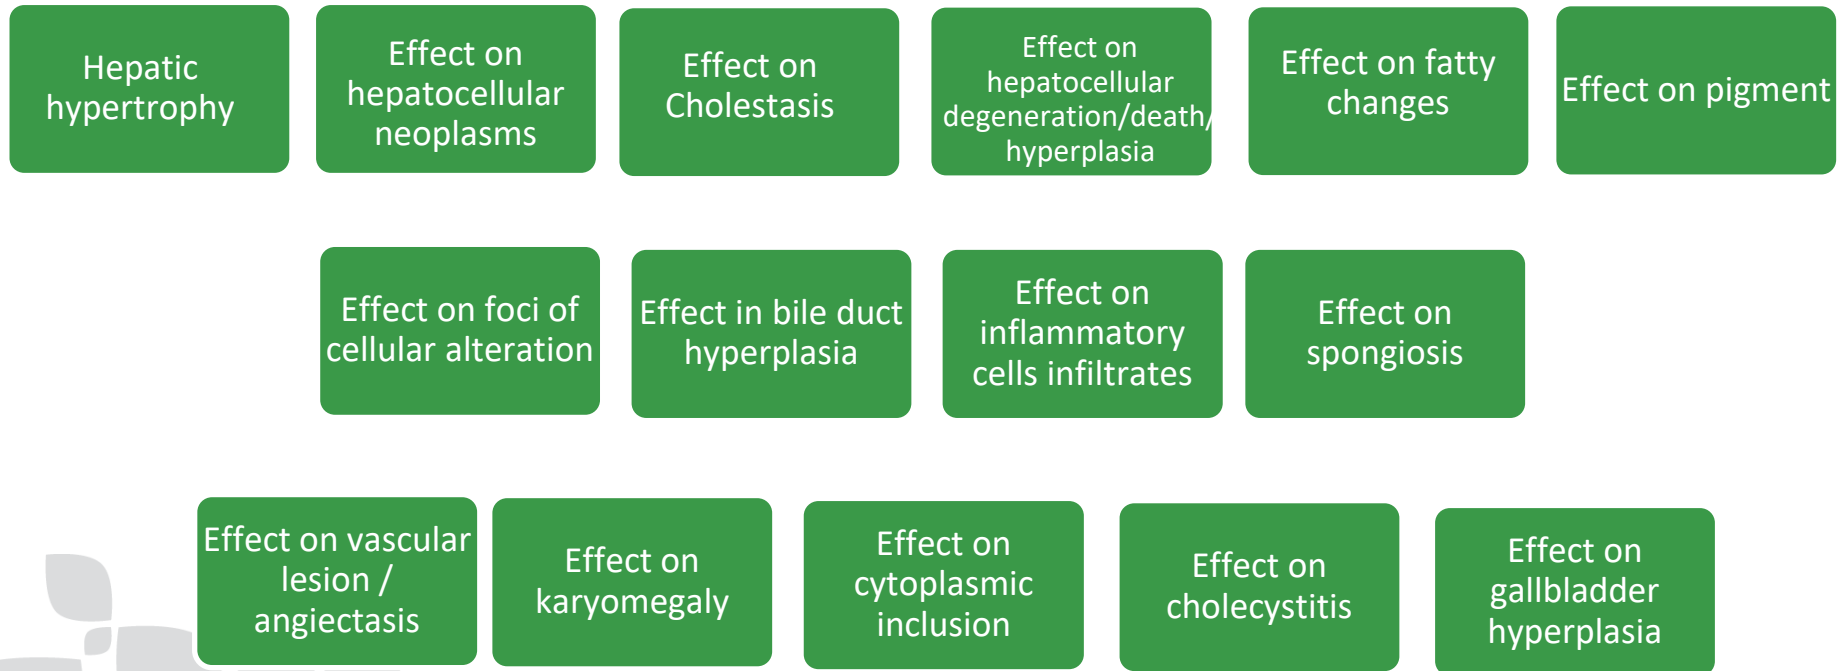 Hepatic
hypertrophy
Effect on
hepatocellular
neoplasms
Effect on
Cholestasis
Effect on
hepatocellular
degeneration/death/
hyperplasia
Effect on fatty
changes
Effect on pigment
Effect on foci of
cellular alteration
Effect in bile duct
hyperplasia
Effect on
inflammatory
cells infiltrates
Effect on
spongiosis
Effect on vascular
lesion /
angiectasis
Effect on
karyomegaly
Effect on
cytoplasmic
inclusion
Effect on
cholecystitis
Effect on
gallbladder
hyperplasia